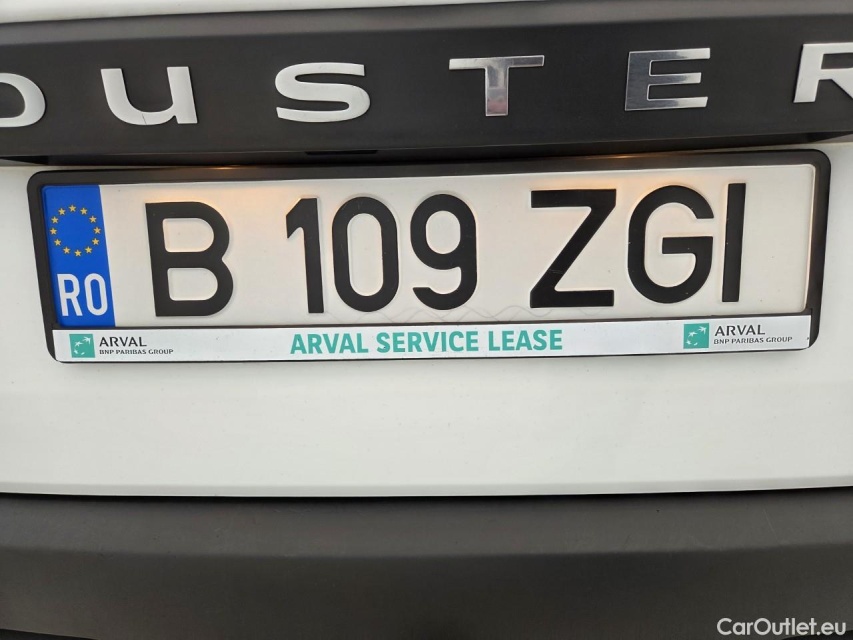 DUSTER
RO B 109 ZGI
ARVAL
BNP PARIBAS GROUP
ARVAL SERVICE LEASE
ARVAL
BNP PARIBAS GROUP
CarOutlet.eu